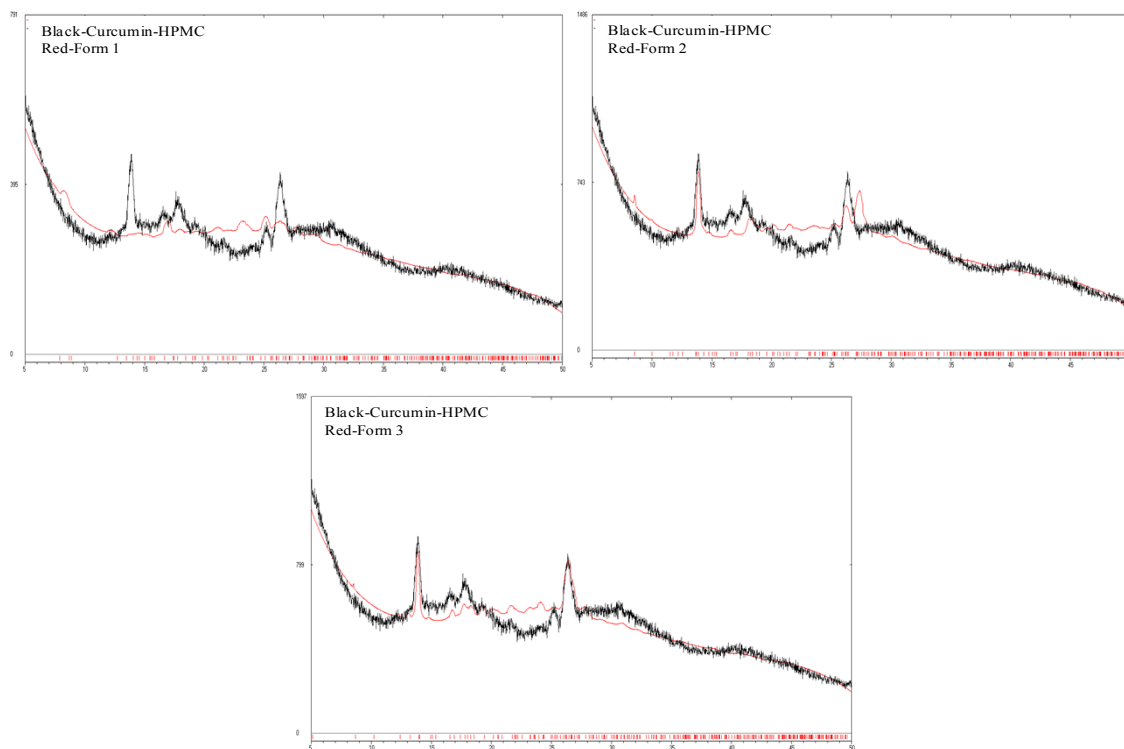 791
Black-Curcumin-HPMC
Red-Form 1
395
0
5 10 15 20 25 30 35 40 45 50
1486
Black-Curcumin-HPMC
Red-Form 2
743
0
5 10 15 20 25 30 35 40 45
1597
Black-Curcumin-HPMC
Red-Form 3
799
0
5 10 15 20 25 30 35 40 45 50